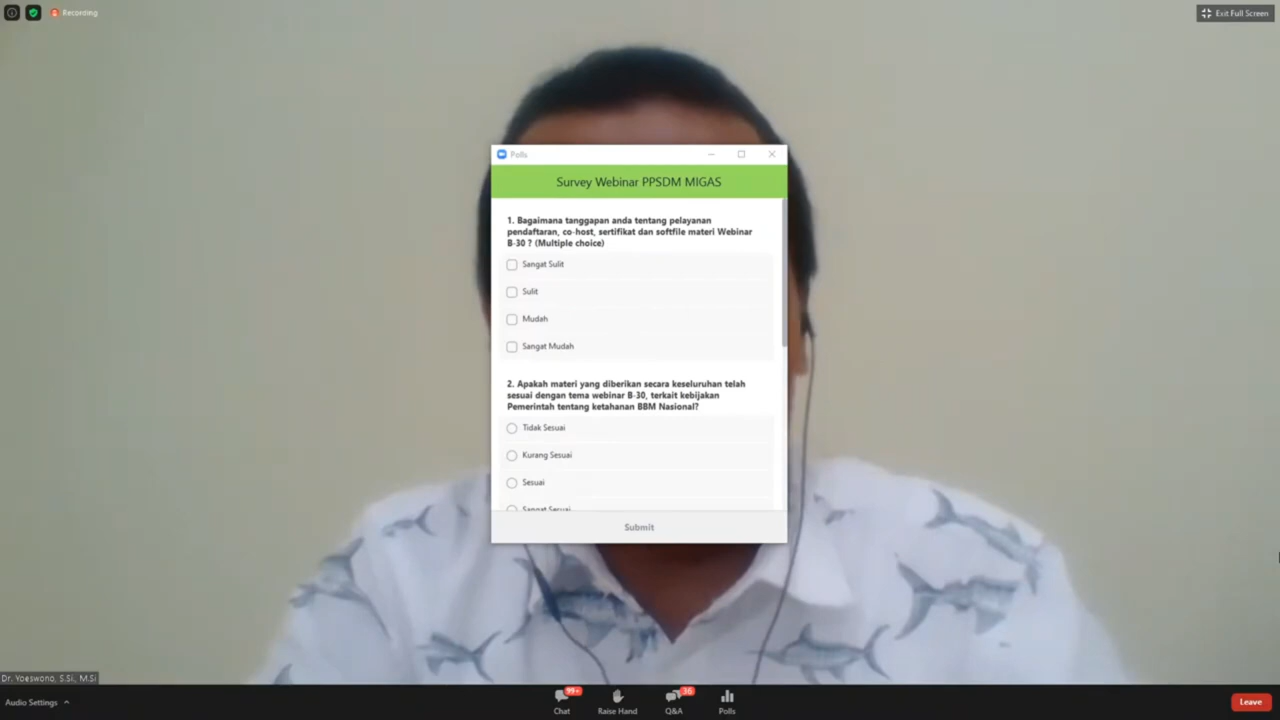 Recording
Exit Full Screen
Polls
Survey Webinar PPSDM MIGAS
1. Bagaimana tanggapan anda tentang pelayanan
pendaftaran, co-host, sertifikat dan softfile materi Webinar
B-30 ? (Multiple choice)
Sangat Sulit
Sulit
Mudah
Sangat Mudah
2. Apakah materi yang diberikan secara keseluruhan telah
sesuai dengan tema webinar B-30, terkait kebijakan
Pemerintah tentang ketahanan BBM Nasional?
Tidak Sesuai
Kurang Sesuai
Sesuai
Sangat Sesuai
Submit
Dr. Yoeswono, S.Si., M.Si
Audio Settings
99+
Chat
Raise Hand
36
Q&A
Polls
Leave